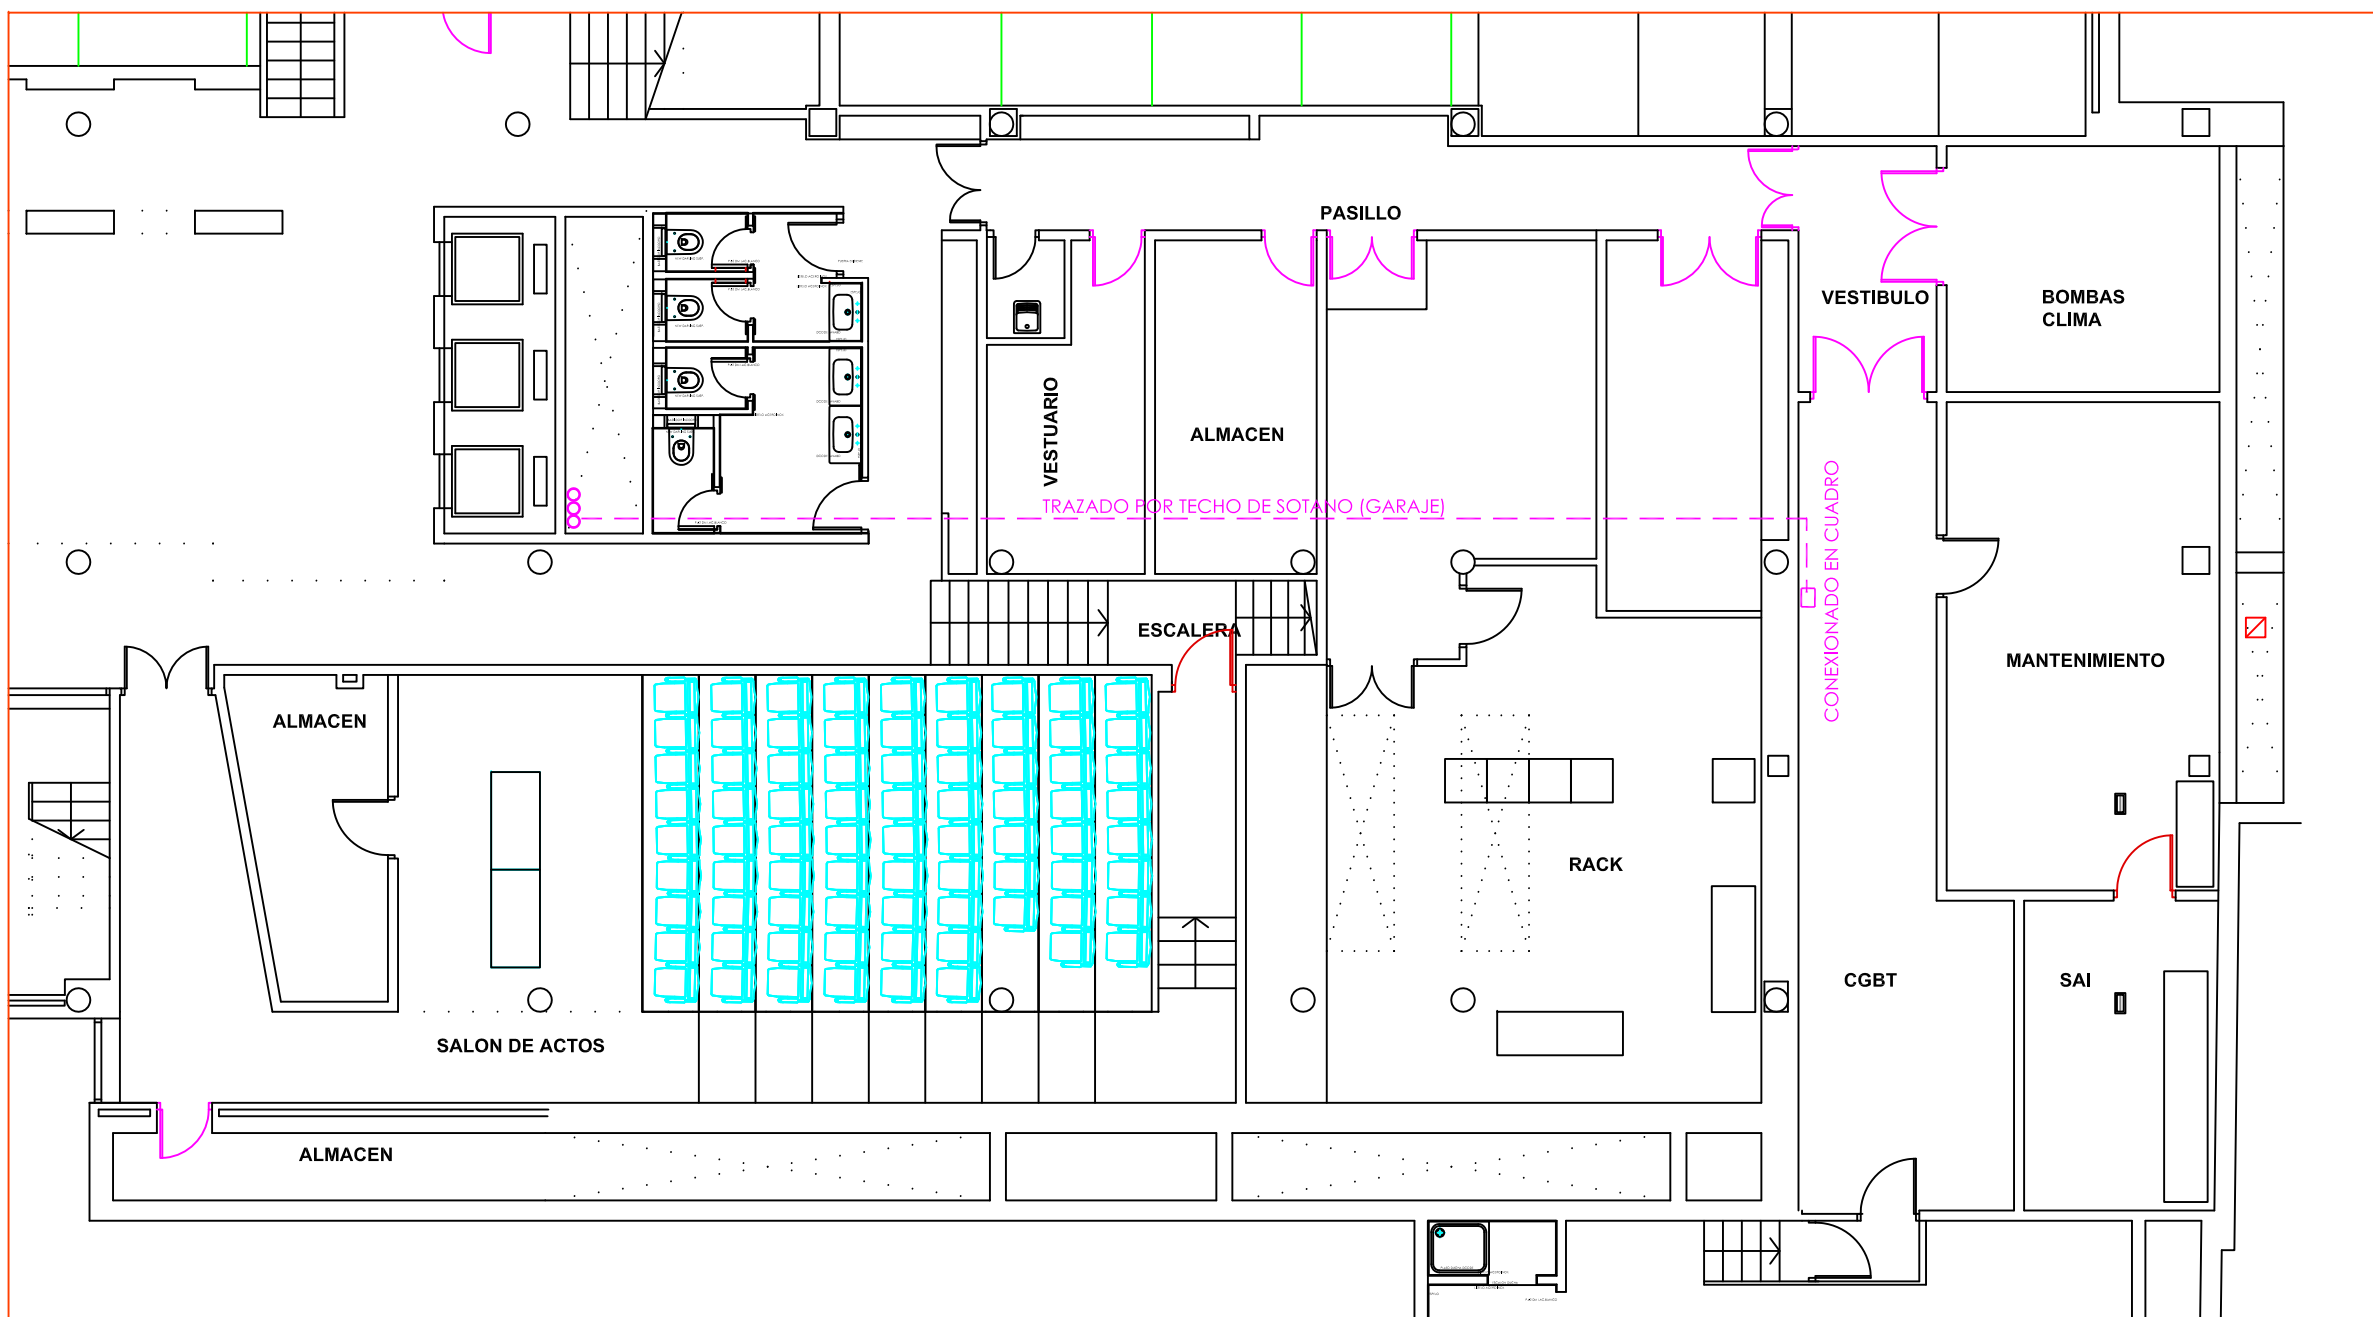 PASILLO
VESTIBULO
BOMBAS
CLIMA
VESTUARIO
ALMACEN
TRAZADO POR TECHO DE SOTANO (GARAJE)
CONEXIONADO EN CUADRO
ESCALERA
MANTENIMIENTO
ALMACEN
RACK
CGBT
SAI
SALON DE ACTOS
ALMACEN